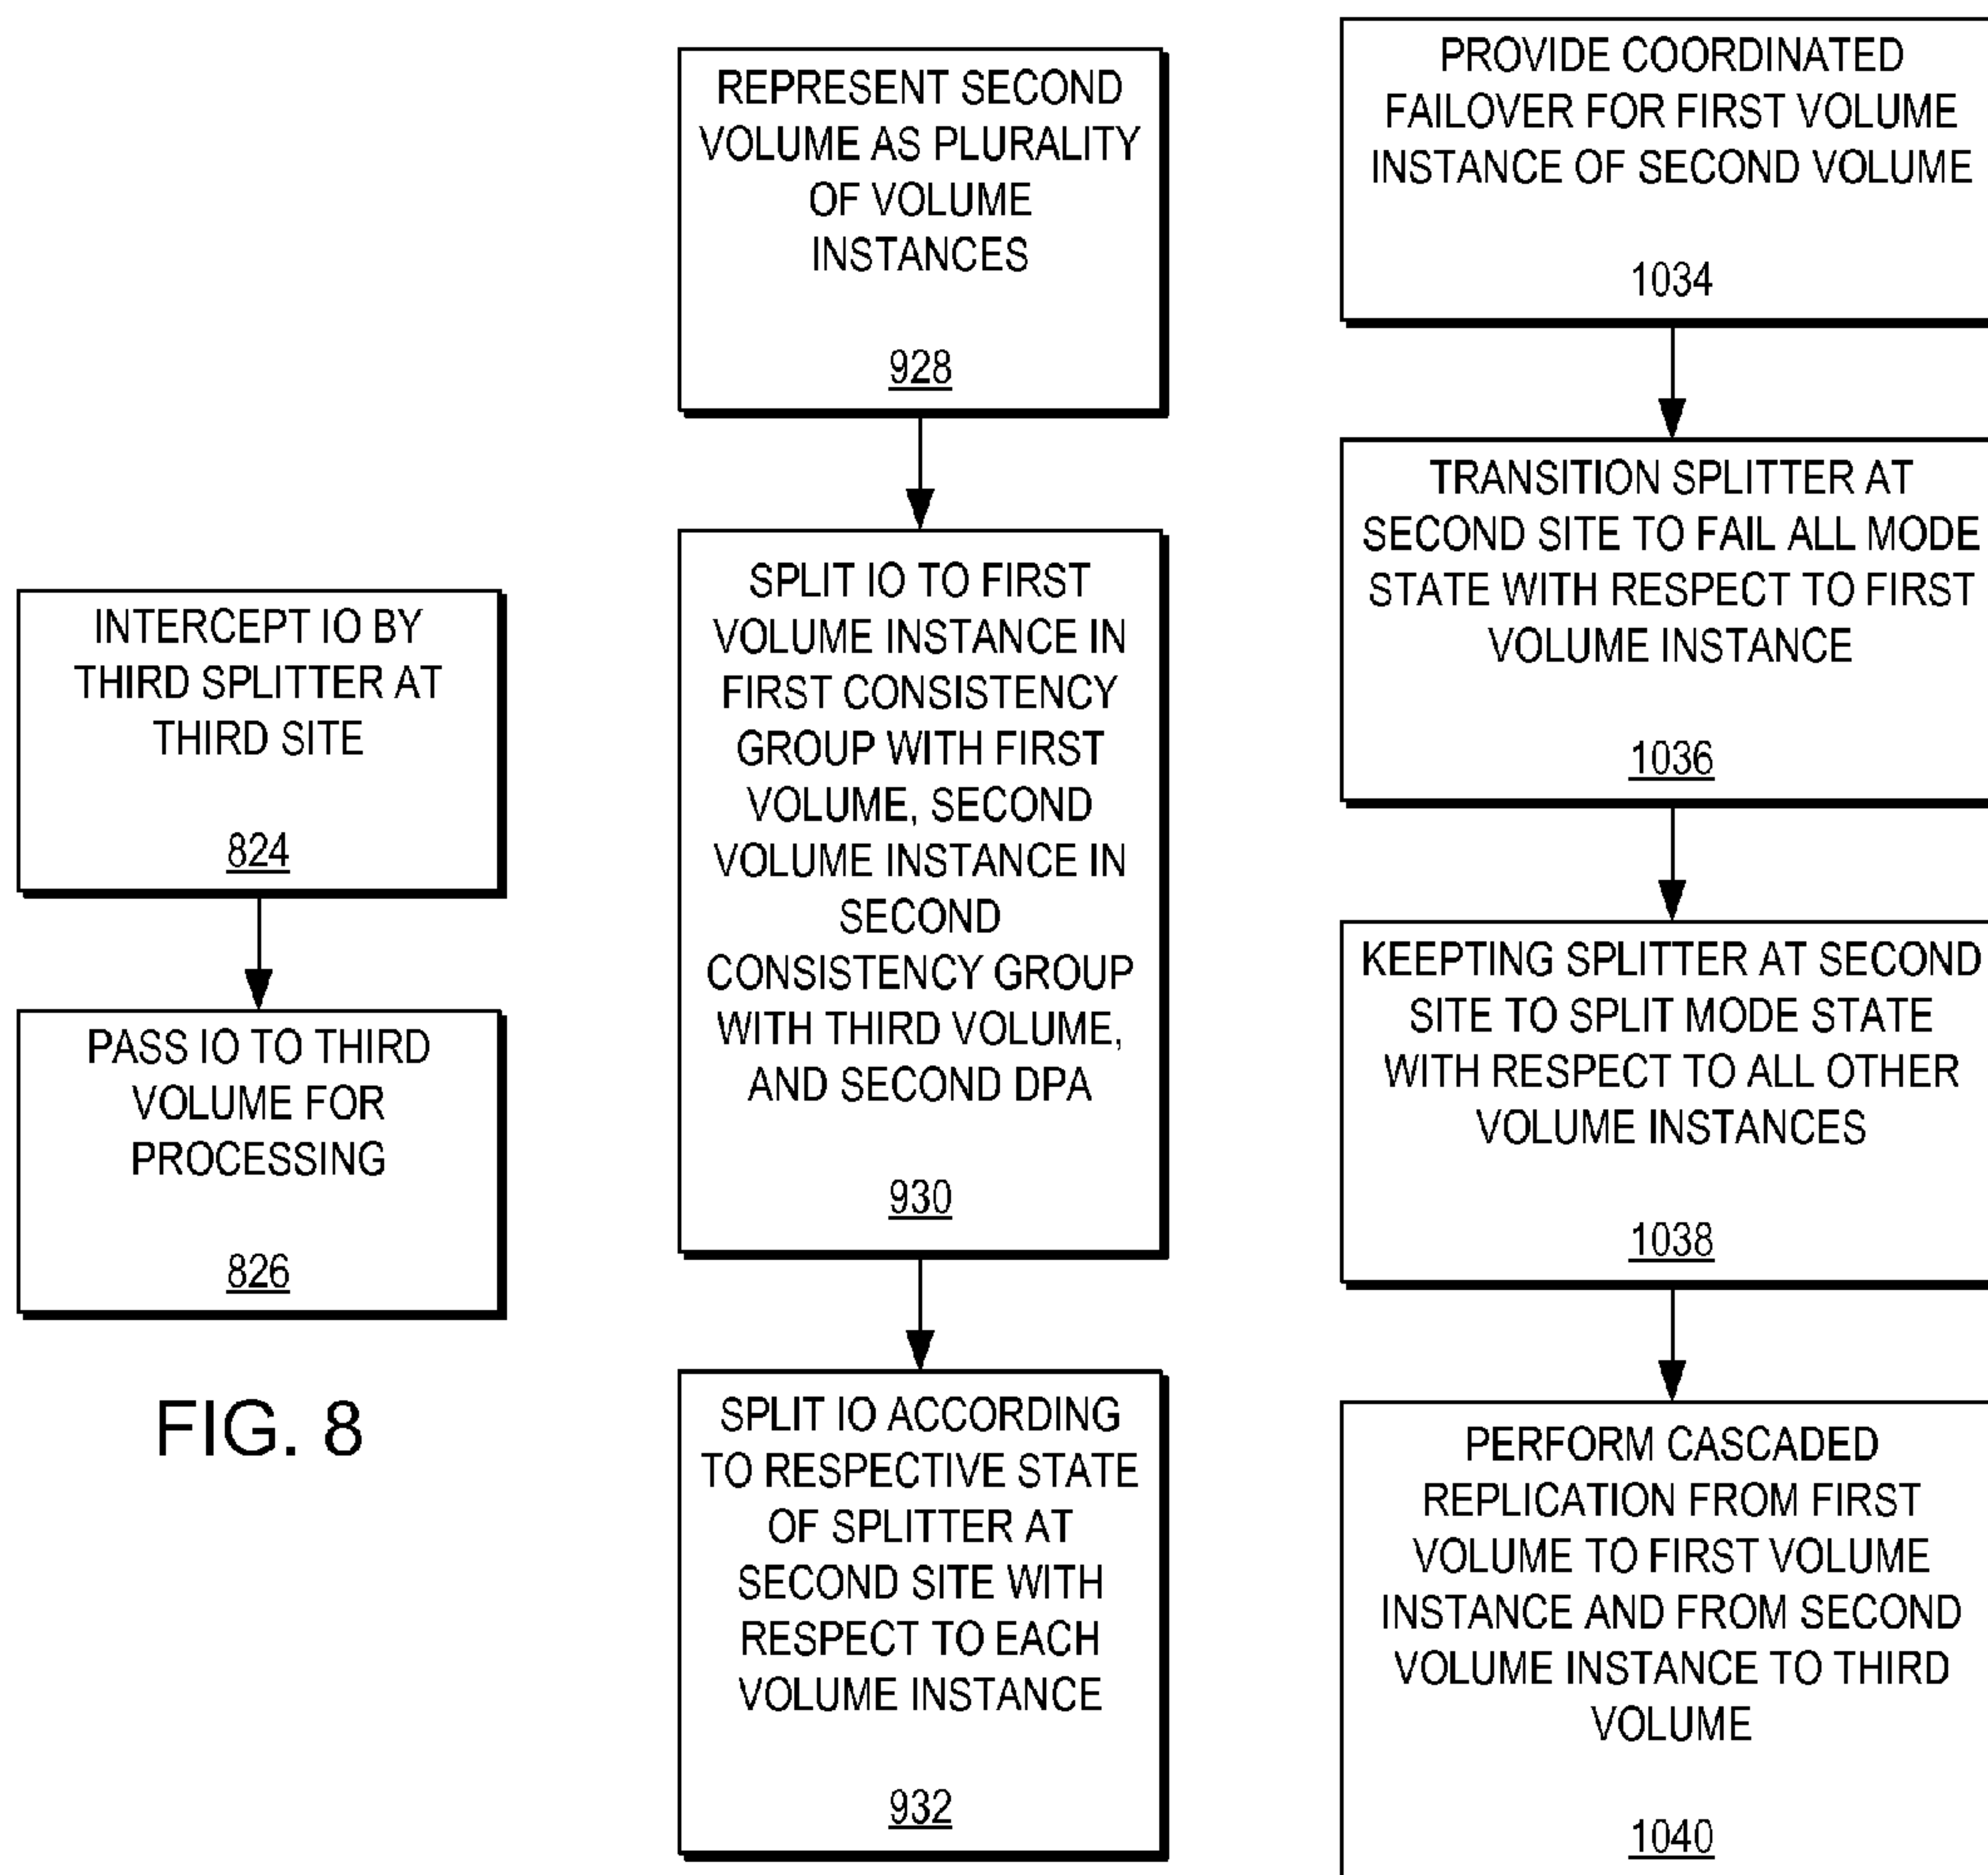 INTERCEPT IO BY
THIRD SPLITTER AT
THIRD SITE
824
PASS IO TO THIRD
VOLUME FOR
PROCESSING
826
FIG. 8
REPRESENT SECOND
VOLUME AS PLURALITY
OF VOLUME
INSTANCES
928
SPLIT IO TO FIRST
VOLUME INSTANCE IN
FIRST CONSISTENCY
GROUP WITH FIRST
VOLUME, SECOND
VOLUME INSTANCE IN
SECOND
CONSISTENCY GROUP
WITH THIRD VOLUME,
AND SECOND DPA
930
SPLIT IO ACCORDING
TO RESPECTIVE STATE
OF SPLITTER AT
SECOND SITE WITH
RESPECT TO EACH
VOLUME INSTANCE
932
PROVIDE COORDINATED
FAILOVER FOR FIRST VOLUME
INSTANCE OF SECOND VOLUME
1034
TRANSITION SPLITTER AT
SECOND SITE TO FAIL ALL MODE
STATE WITH RESPECT TO FIRST
VOLUME INSTANCE
1036
KEEPTING SPLITTER AT SECOND
SITE TO SPLIT MODE STATE
WITH RESPECT TO ALL OTHER
VOLUME INSTANCES
1038
PERFORM CASCADED
REPLICATION FROM FIRST
VOLUME TO FIRST VOLUME
INSTANCE AND FROM SECOND
VOLUME INSTANCE TO THIRD
VOLUME
1040